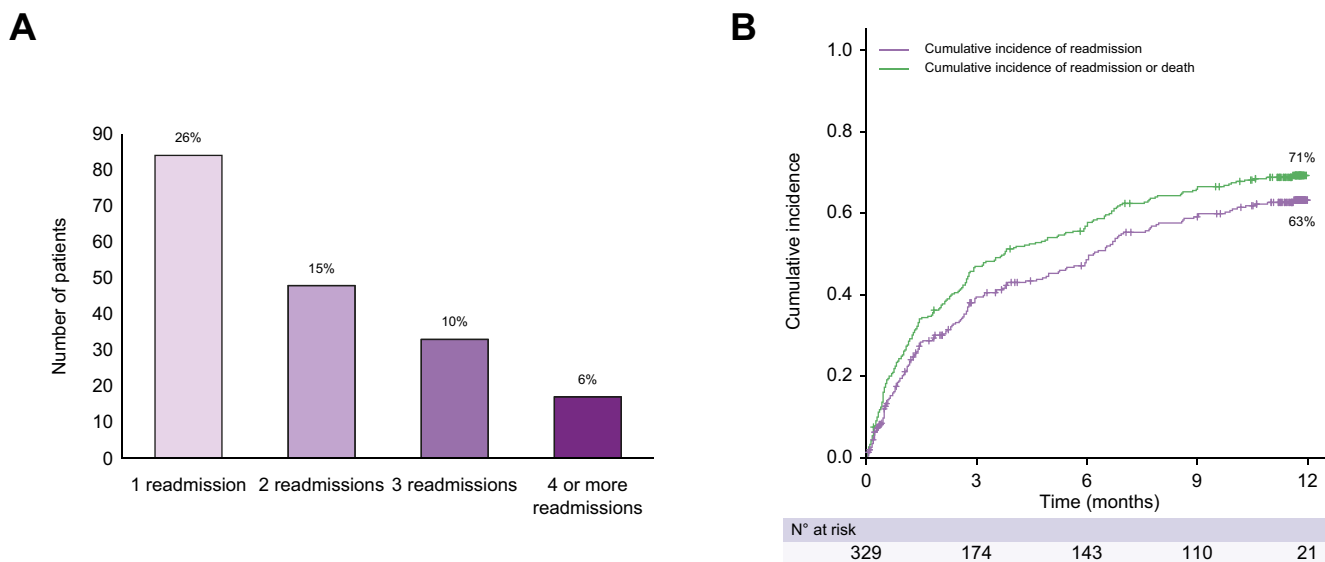 A
Number of patients
90
80
70
60
50
40
30
20
10
0
26%
15%
10%
6%
1 readmission 2 readmissions 3 readmissions 4 or more
readmissions
B
Cumulative incidence of readmission
Cumulative incidence of readmission or death
Cumulative incidence
1.0
0.8
0.6
0.4
0.2
0.0
71%
63%
0 3 6 9 12
Time (months)
N° at risk
329 174 143 110 21